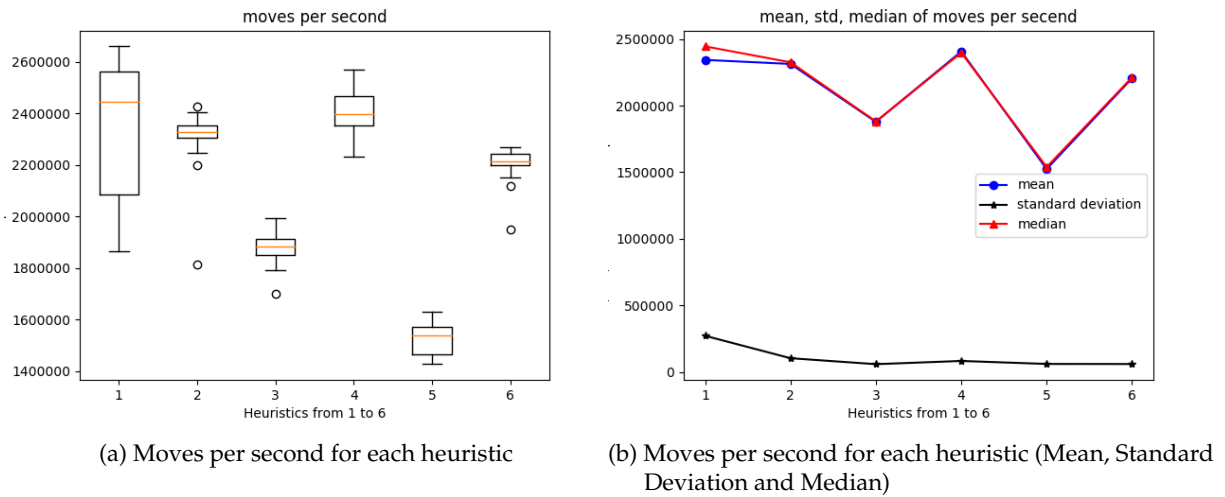 moves per second
2600000
2400000
2200000
2000000
1800000
1600000
1400000
1 2 3 4 5 6
Heuristics from 1 to 6
(a) Moves per second for each heuristic
mean, std, median of moves per secend
2500000
2000000
1500000
1000000
500000
0
mean
standard deviation
median
1 2 3 4 5 6
Heuristics from 1 to 6
(b) Moves per second for each heuristic (Mean, Standard
Deviation and Median)